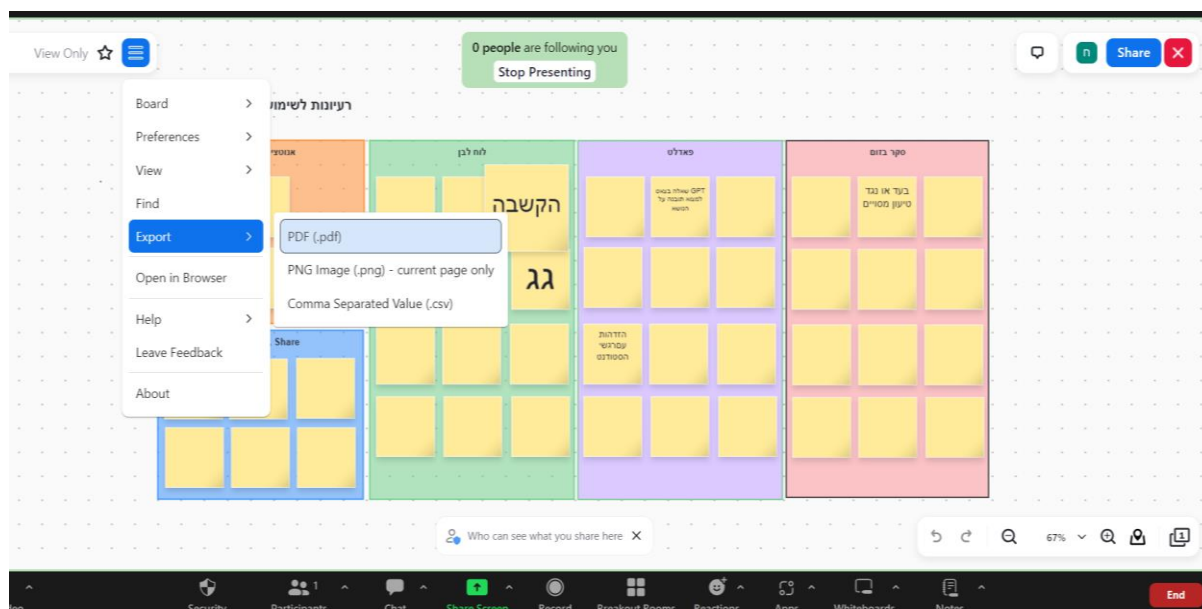 View Only
0 people are following you
Stop Presenting
n
Share
Board
Preferences
View
Find
Export
Open in Browser
Help
Leave Feedback
About
PDF (.pdf)
PNG Image (.png) - current page only
Comma Separated Value (.csv)
רעיונות לשימוש
Share
לוח לבן
הקשבה
גג
פאדלט
הזדהות
הסטודנט
סקר בזום
בעד או נגד
טיעון מסויים
Who can see what you share here
67%
1
Security
Participants
1
Chat
Share Screen
Record
Breakout Rooms
Reactions
Apps
Whiteboards
Notes
End